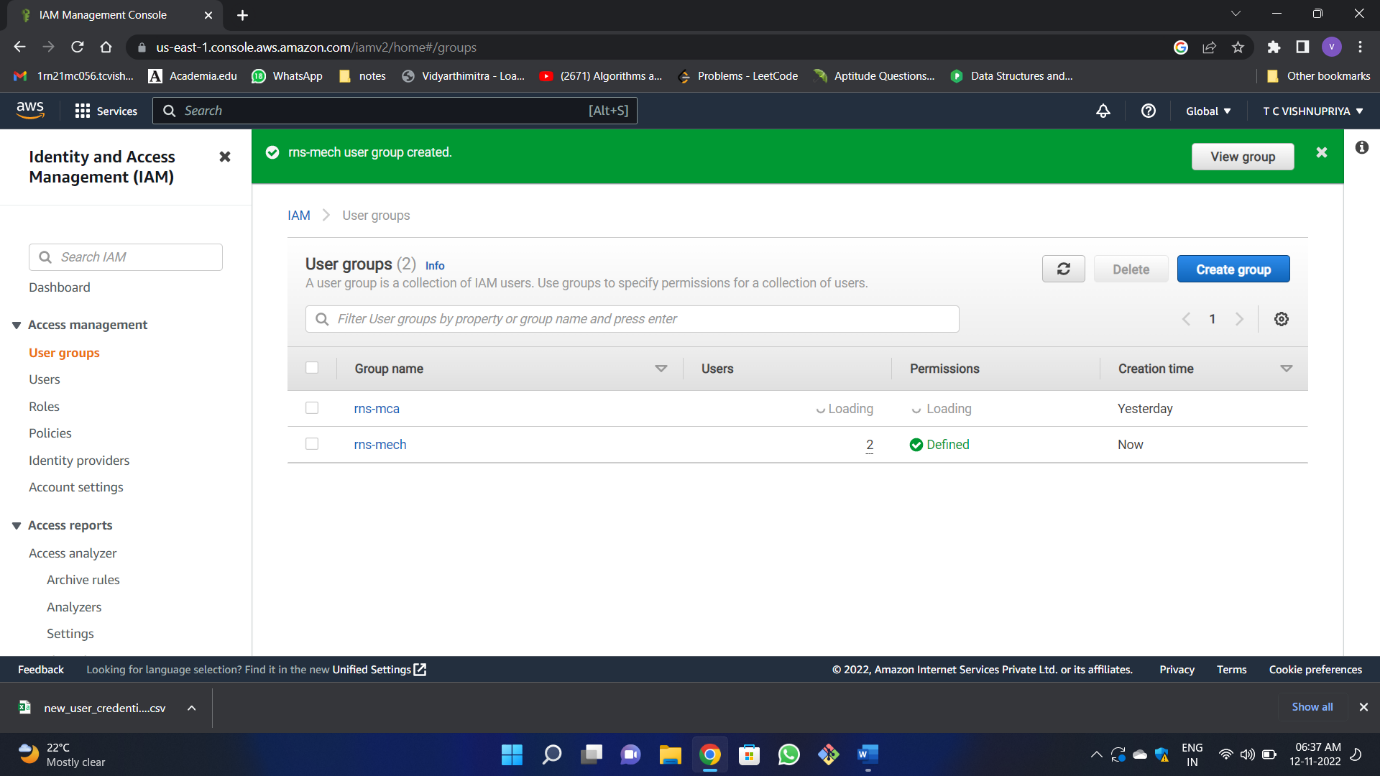 IAM Management Console
us-east-1.console.aws.amazon.com/iamv2/home#/groups
V
1rn21mc056.tcvish...
Academia.edu
WhatsApp
notes
Vidyarthimitra - Loa...
(2671) Algorithms a...
Problems - LeetCode
Aptitude Questions...
Data Structures and...
Other bookmarks
aws
Services
Search
[Alt+S]
Global
T C VISHNUPRIYA
Identity and Access
Management (IAM)
Search IAM
Dashboard
Access management
User groups
Users
Roles
Policies
Identity providers
Account settings
Access reports
Access analyzer
Archive rules
Analyzers
Settings
rns-mech user group created.
View group
IAM
User groups
User groups (2) Info
A user group is a collection of IAM users. Use groups to specify permissions for a collection of users.
Delete
Create group
Filter User groups by property or group name and press enter
1
Group name Users Permissions Creation time
rns-mca Loading Loading Yesterday
rns-mech 2 Defined Now
Feedback
Looking for language selection? Find it in the new Unified Settings
© 2022, Amazon Internet Services Private Ltd. or its affiliates.
Privacy
Terms
Cookie preferences
new_user_credenti....csv
Show all
22°C
Mostly clear
ENG
IN
06:37 AM
12-11-2022